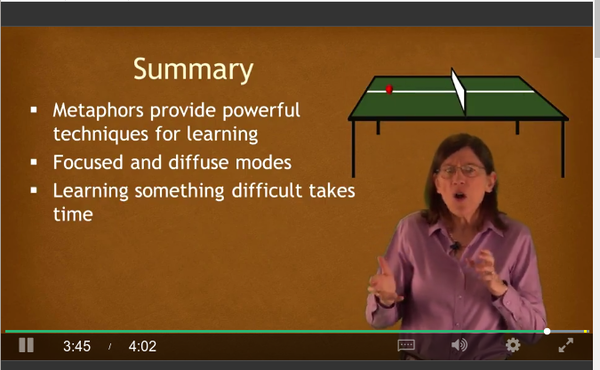 Summary
Metaphors provide powerful
techniques for learning
Focused and diffuse modes
Learning something difficult takes
time
3:45 / 4:02